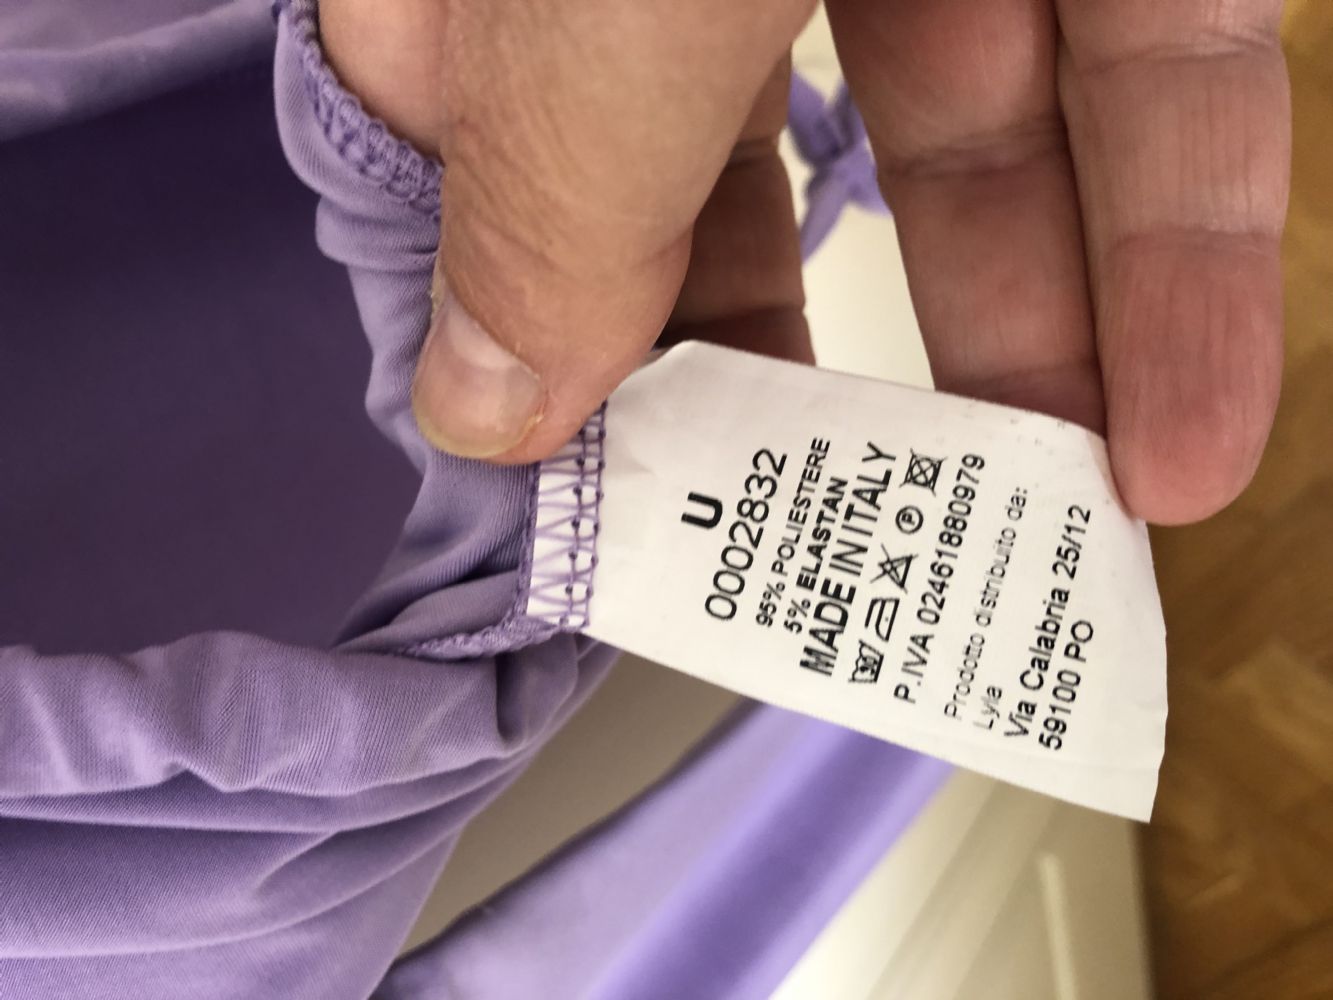 U
0002832
95% POLIESTERE
5% ELASTAN
MADE IN ITALY
30 P
P.IVA 02461880979
Prodotto distribuito da:
Lyla
Via Calabria 25/12
59100 PO